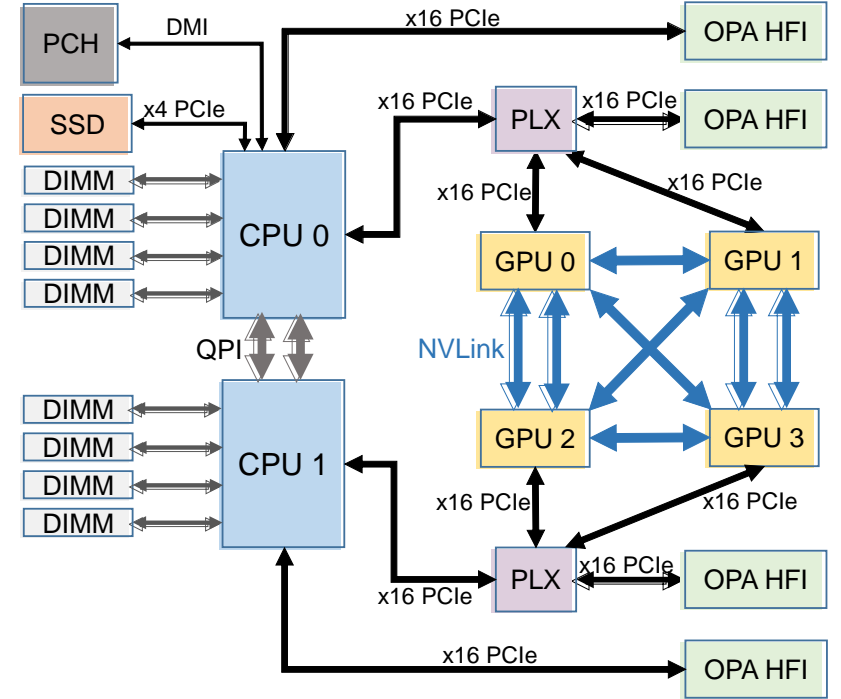 PCH
DMI
x16 PCIe
OPA HFI
SSD
x4 PCIe
x16 PCIe
PLX
x16 PCIe
OPA HFI
DIMM
DIMM
DIMM
DIMM
CPU 0
x16 PCIe
x16 PCIe
GPU 0
GPU 1
QPI
NVLink
DIMM
DIMM
DIMM
DIMM
CPU 1
GPU 2
GPU 3
x16 PCIe
x16 PCIe
x16 PCIe
PLX
x16 PCIe
OPA HFI
x16 PCIe
OPA HFI